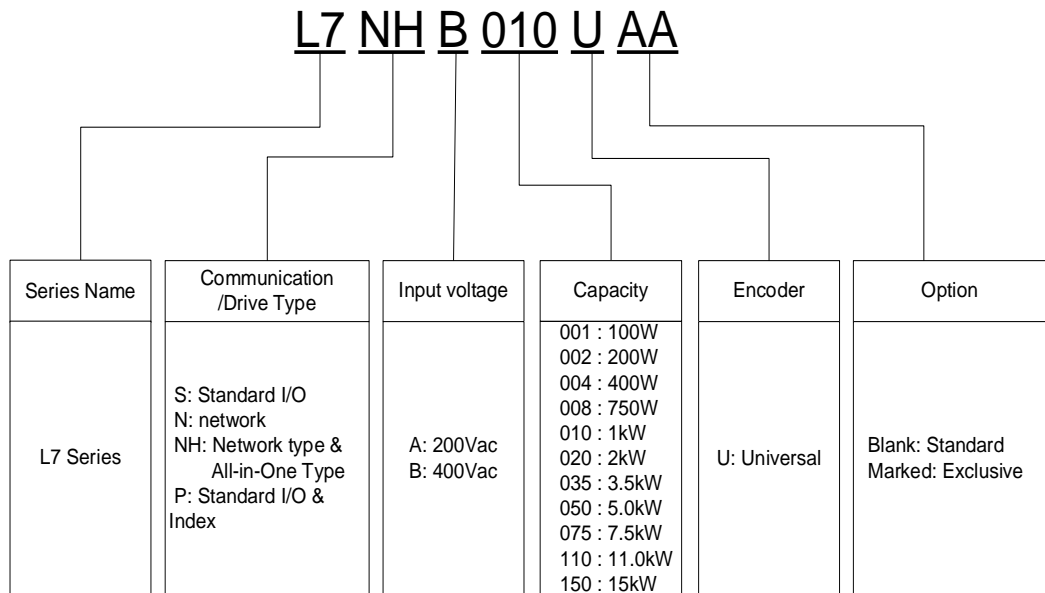 L7 NH B 010 U AA
Series Name
L7 Series
Communication
/Drive Type
S: Standard I/O
N: network
NH: Network type &
All-in-One Type
P: Standard I/O &
Index
Input voltage
A: 200Vac
B: 400Vac
Capacity
001 : 100W
002 : 200W
004 : 400W
008 : 750W
010 : 1kW
020 : 2kW
035 : 3.5kW
050 : 5.0kW
075 : 7.5kW
110 : 11.0kW
150 : 15kW
Encoder
U: Universal
Option
Blank: Standard
Marked: Exclusive